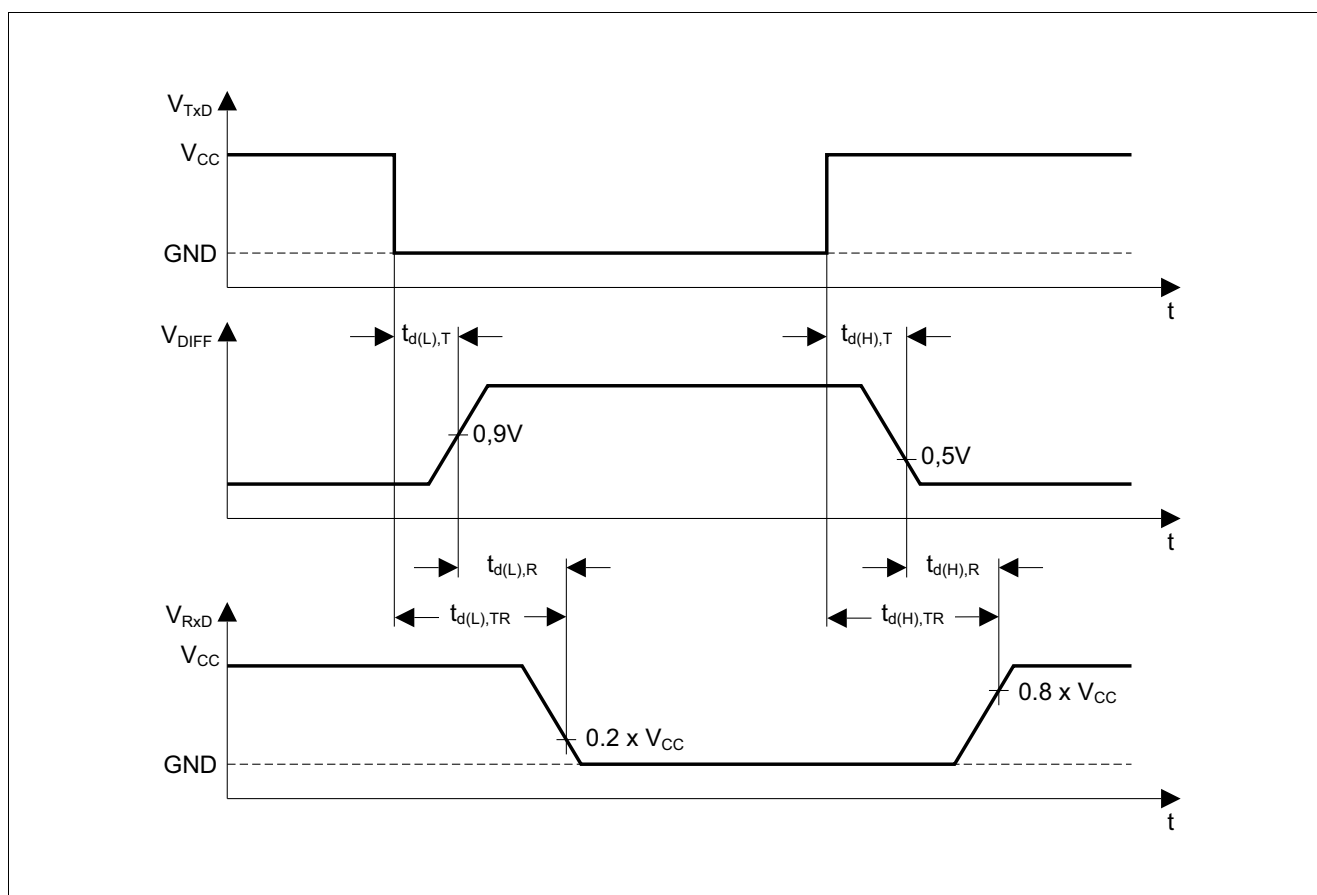 VTxD
VCC
GND
t
VDIFF
td(L),T
td(H),T
0,9V
0,5V
t
td(L),R
td(H),R
td(L),TR
td(H),TR
VRxD
VCC
0.8 x VCC
0.2 x VCC
GND
t